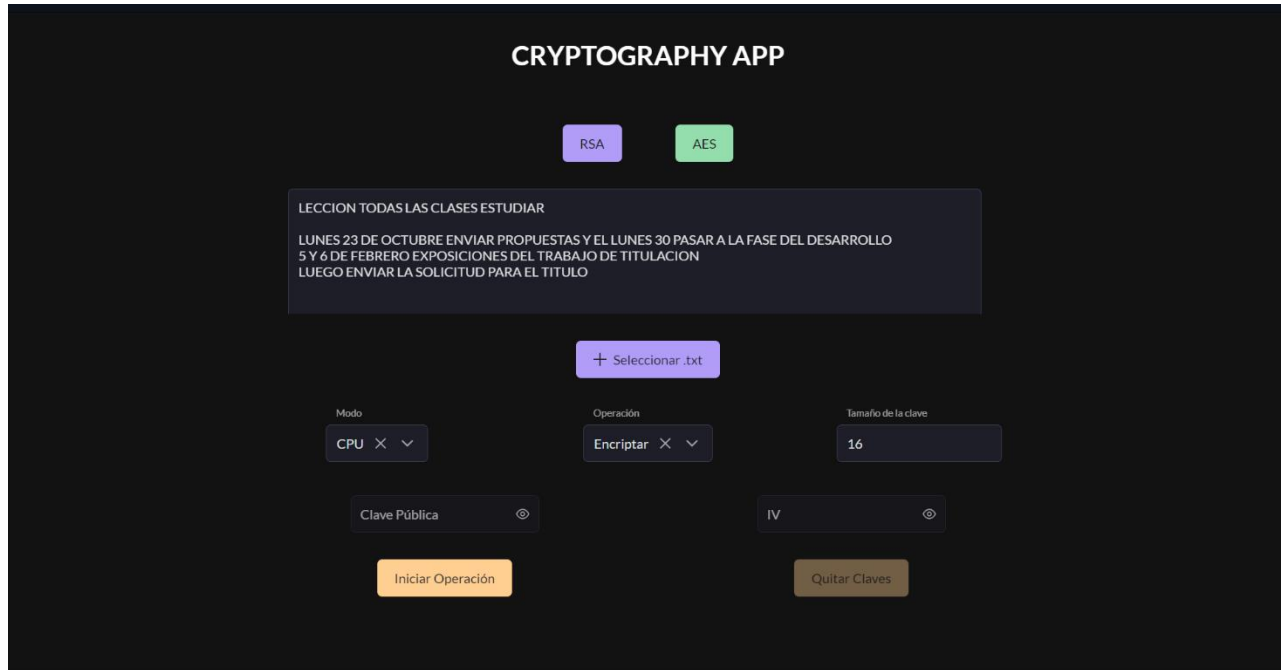 CRYPTOGRAPHY APP
RSA
AES
LECCION TODAS LAS CLASES ESTUDIAR
LUNES 23 DE OCTUBRE ENVIAR PROPUESTAS Y EL LUNES 30 PASAR A LA FASE DEL DESARROLLO
5 Y 6 DE FEBRERO EXPOSICIONES DEL TRABAJO DE TITULACION
LUEGO ENVIAR LA SOLICITUD PARA EL TITULO
+ Seleccionar .txt
Modo
Operación
Tamaño de la clave
CPU
Encriptar
16
Clave Pública
IV
Iniciar Operación
Quitar Claves